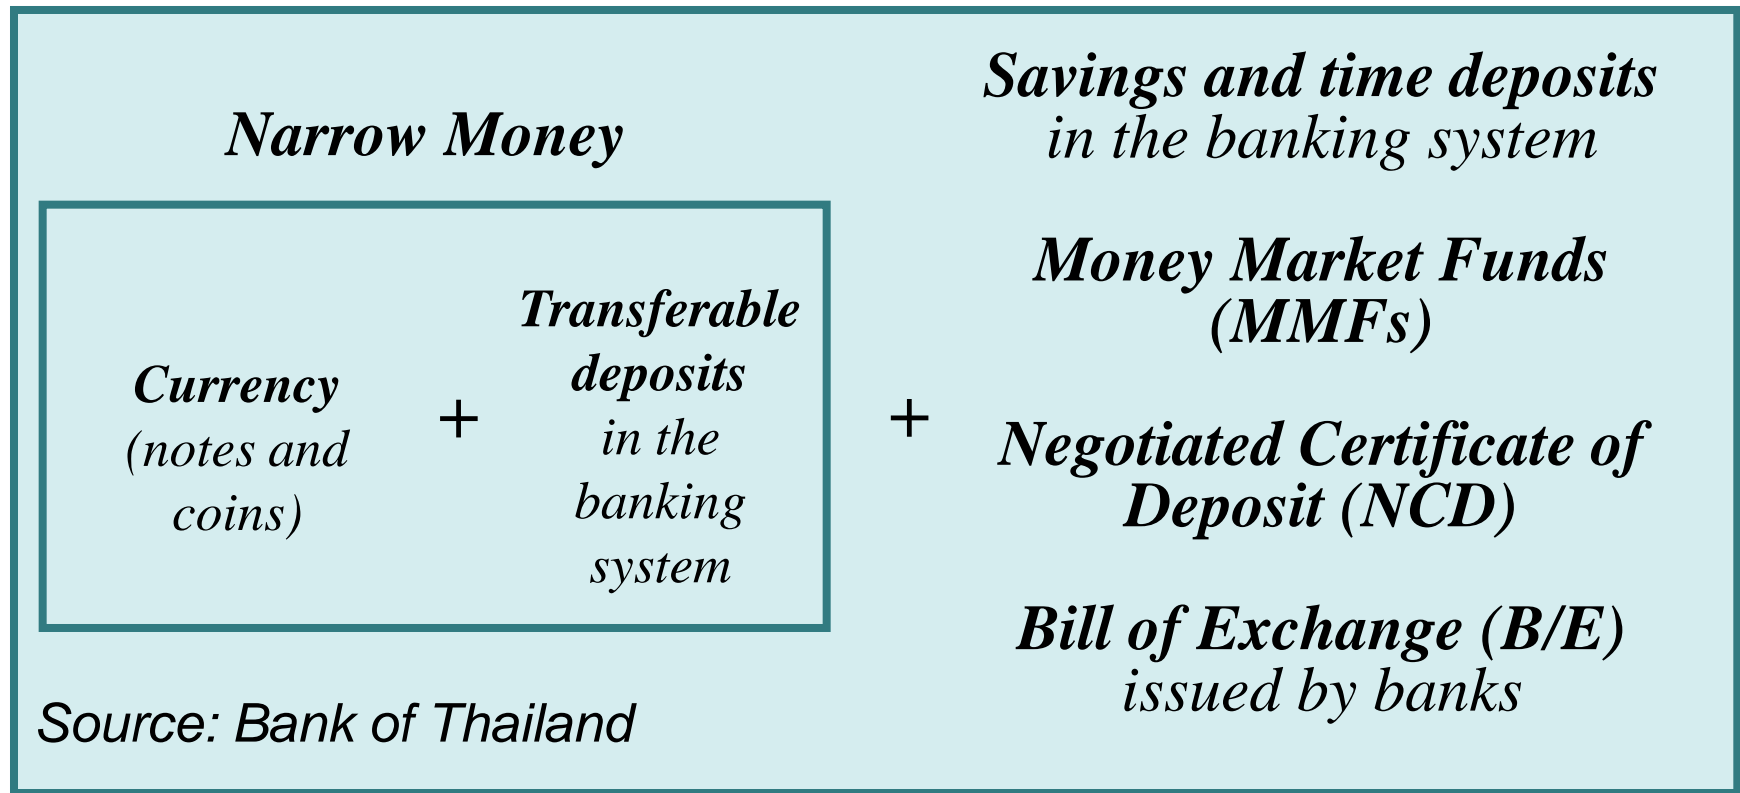 Narrow Money
Currency
(notes and
coins)
+
Transferable
deposits
in the
banking
system
+
Savings and time deposits
in the banking system
Money Market Funds
(MMFs)
Negotiated Certificate of
Deposit (NCD)
Bill of Exchange (B/E)
issued by banks
Source: Bank of Thailand